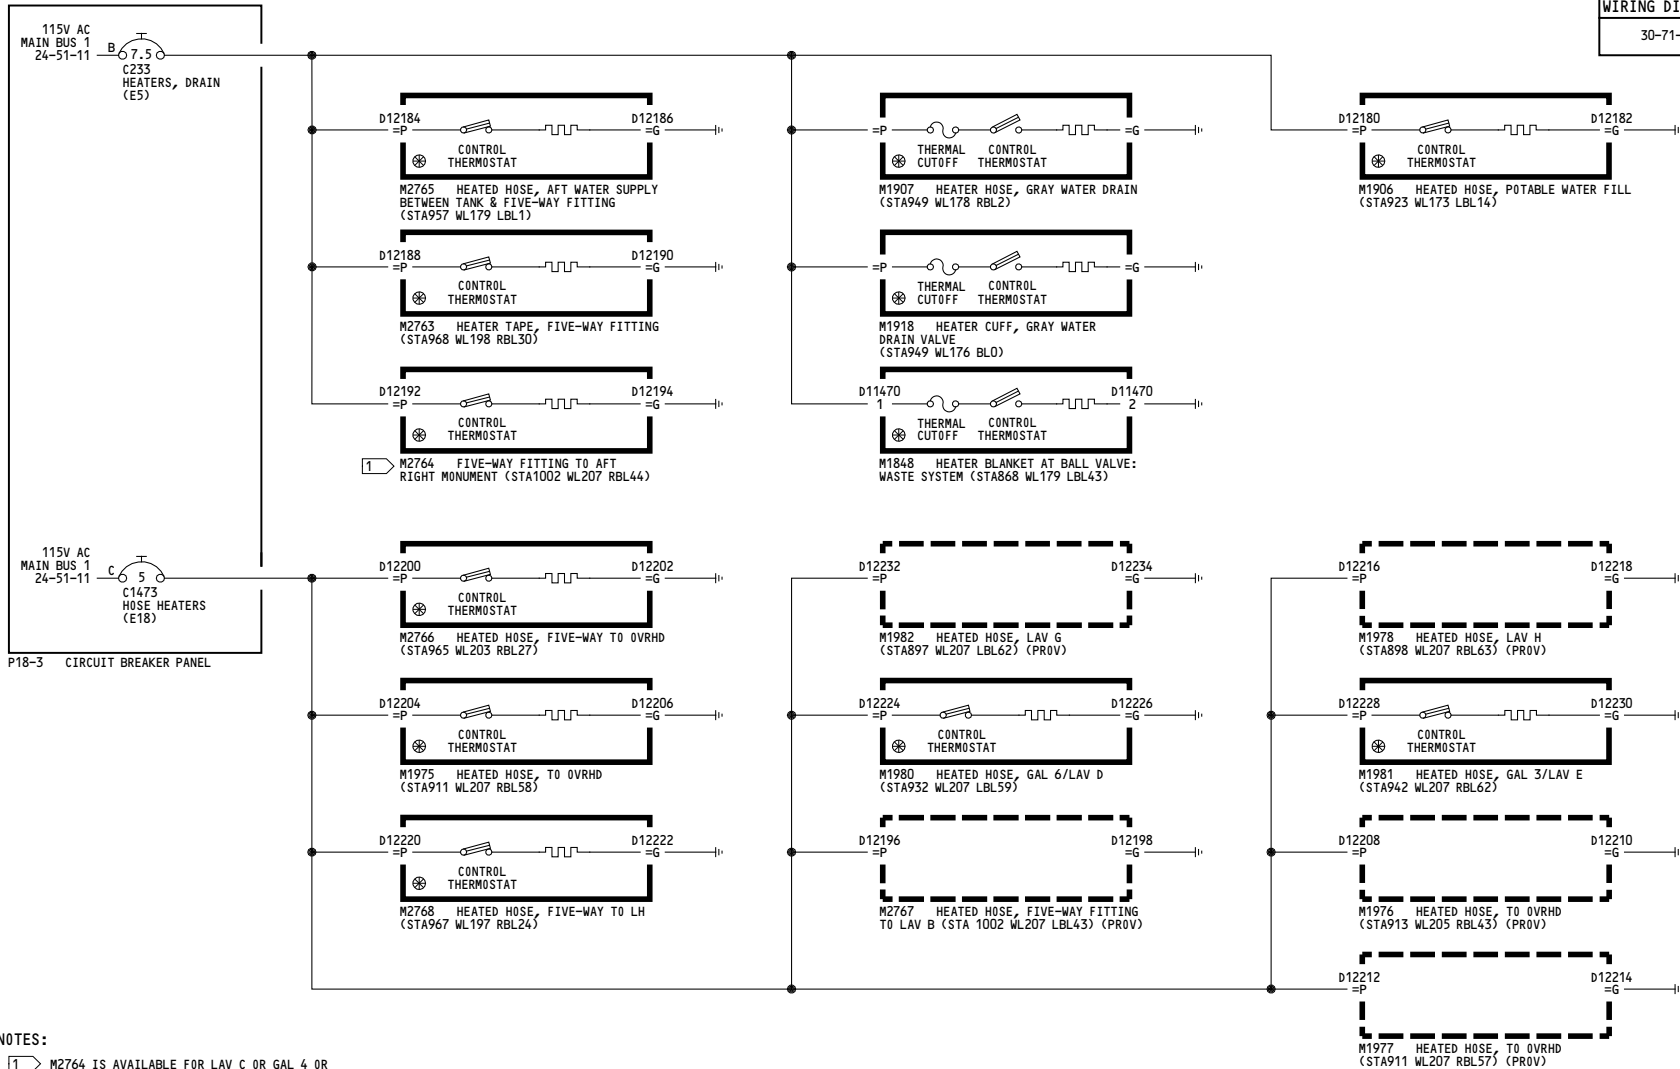 WIRING DI
30-71-
115V AC
MAIN BUS 1
24-51-11
B
7.5
C233
HEATERS, DRAIN
(E5)
D12184
=P
D12186
=G
CONTROL
THERMOSTAT
M2765 HEATED HOSE, AFT WATER SUPPLY
BETWEEN TANK & FIVE-WAY FITTING
(STA957 WL179 LBL1)
=P
=G
THERMAL
CUTOFF
CONTROL
THERMOSTAT
M1907 HEATER HOSE, GRAY WATER DRAIN
(STA949 WL178 RBL2)
D12180
=P
D12182
=G
CONTROL
THERMOSTAT
M1906 HEATED HOSE, POTABLE WATER FILL
(STA923 WL173 LBL14)
D12188
=P
D12190
=G
CONTROL
THERMOSTAT
M2763 HEATER TAPE, FIVE-WAY FITTING
(STA968 WL198 RBL30)
=P
=G
THERMAL
CUTOFF
CONTROL
THERMOSTAT
M1918 HEATER CUFF, GRAY WATER
DRAIN VALVE
(STA949 WL176 BL0)
D12192
=P
D12194
=G
CONTROL
THERMOSTAT
1
M2764 FIVE-WAY FITTING TO AFT
RIGHT MONUMENT (STA1002 WL207 RBL44)
D11470
1
D11470
2
THERMAL
CUTOFF
CONTROL
THERMOSTAT
M1848 HEATER BLANKET AT BALL VALVE:
WASTE SYSTEM (STA868 WL179 LBL43)
115V AC
MAIN BUS 1
24-51-11
C
5
C1473
HOSE HEATERS
(E18)
P18-3 CIRCUIT BREAKER PANEL
D12200
=P
D12202
=G
CONTROL
THERMOSTAT
M2766 HEATED HOSE, FIVE-WAY TO OVRHD
(STA965 WL203 RBL27)
D12232
=P
D12234
=G
M1982 HEATED HOSE, LAV G
(STA897 WL207 LBL62) (PROV)
D12216
=P
D12218
=G
M1978 HEATED HOSE, LAV H
(STA898 WL207 RBL63) (PROV)
D12204
=P
D12206
=G
CONTROL
THERMOSTAT
M1975 HEATED HOSE, TO OVRHD
(STA911 WL207 RBL58)
D12224
=P
D12226
=G
CONTROL
THERMOSTAT
M1980 HEATED HOSE, GAL 6/LAV D
(STA932 WL207 LBL59)
D12228
=P
D12230
=G
CONTROL
THERMOSTAT
M1981 HEATED HOSE, GAL 3/LAV E
(STA942 WL207 RBL62)
D12220
=P
D12222
=G
CONTROL
THERMOSTAT
M2768 HEATED HOSE, FIVE-WAY TO LH
(STA967 WL197 RBL24)
D12196
=P
D12198
=G
M2767 HEATED HOSE, FIVE-WAY FITTING
TO LAV B (STA 1002 WL207 LBL43) (PROV)
D12208
=P
D12210
=G
M1976 HEATED HOSE, TO OVRHD
(STA913 WL205 RBL43) (PROV)
D12212
=P
D12214
=G
M1977 HEATED HOSE, TO OVRHD
(STA911 WL207 RBL57) (PROV)
NOTES:
1 M2764 IS AVAILABLE FOR LAV C OR GAL 4 OR